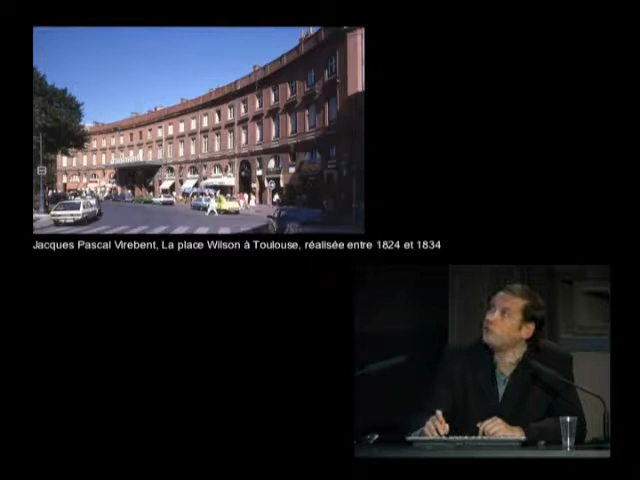 Jacques Pascal Virebent, La place Wilson à Toulouse, réalisée entre 1824 et 1834